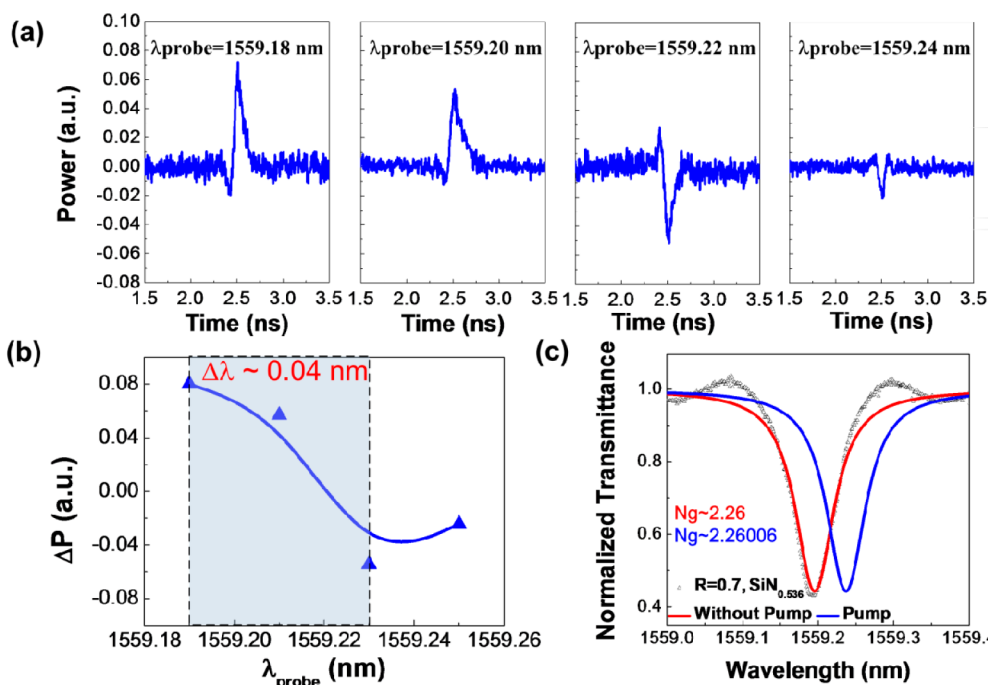 (a)
λprobe=1559.18 nm
λprobe=1559.20 nm
λprobe=1559.22 nm
λprobe=1559.24 nm
0.10
0.08
0.06
0.04
0.02
0.00
-0.02
-0.04
-0.06
-0.08
Power (a.u.)
1.5 2.0 2.5 3.0 3.5
1.5 2.0 2.5 3.0 3.5
1.5 2.0 2.5 3.0 3.5
1.5 2.0 2.5 3.0 3.5
Time (ns)
Time (ns)
Time (ns)
Time (ns)
(b)
Δλ ~ 0.04 nm
0.08
0.04
0.00
-0.04
-0.08
ΔP (a.u.)
1559.18
1559.20
1559.22
1559.24
1559.26
λprobe (nm)
(c)
1.0
0.8
0.6
0.4
Normalized Transmittance
Ng~2.26
Ng~2.26006
R=0.7, SiN0.536
Without Pump
Pump
1559.0 1559.1 1559.2 1559.3 1559.4
Wavelength (nm)